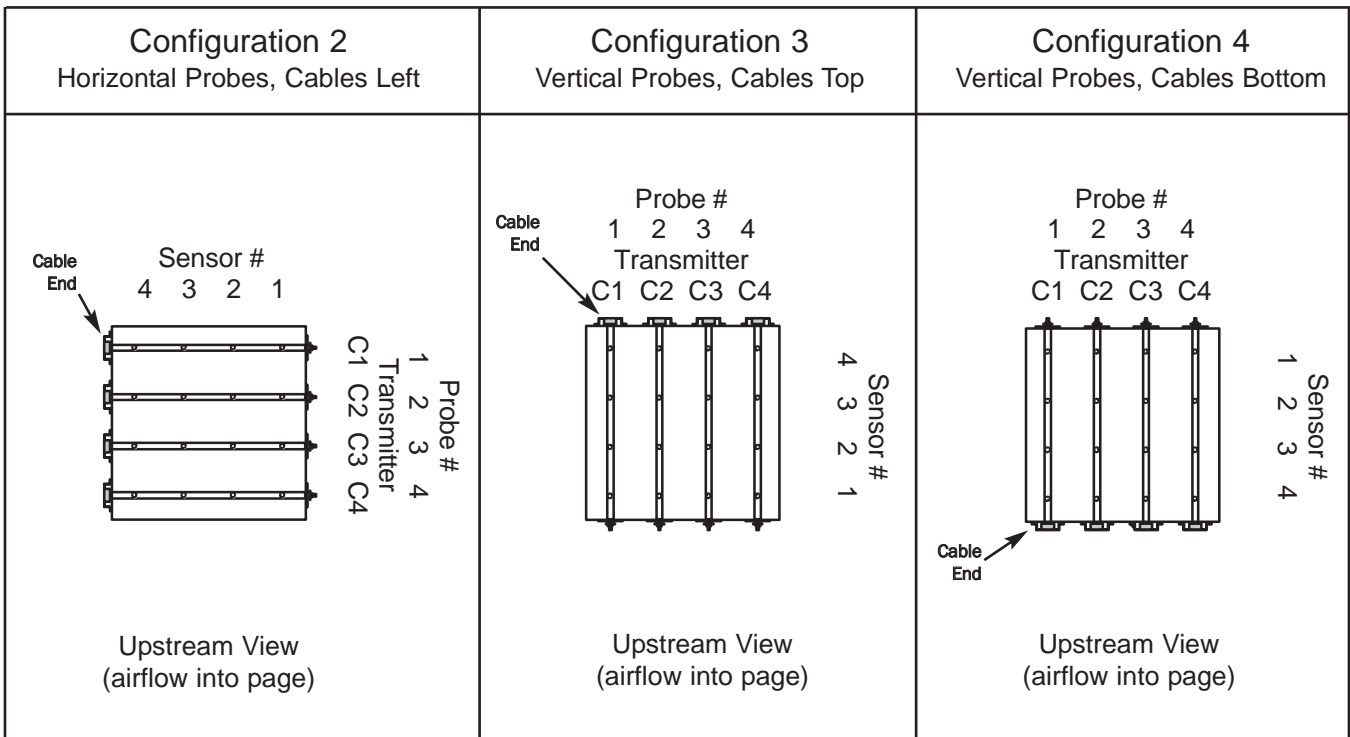 Configuration 2
Horizontal Probes, Cables Left
Cable
End
Sensor #
4 3 2 1
C1 C2 C3 C4
Transmitter
1 2 3 4
Probe #
Upstream View
(airflow into page)
Configuration 3
Vertical Probes, Cables Top
Cable
End
Probe #
1 2 3 4
Transmitter
C1 C2 C3 C4
4 3 2 1
Sensor #
Upstream View
(airflow into page)
Configuration 4
Vertical Probes, Cables Bottom
Probe #
1 2 3 4
Transmitter
C1 C2 C3 C4
1 2 3 4
Sensor #
Cable
End
Upstream View
(airflow into page)